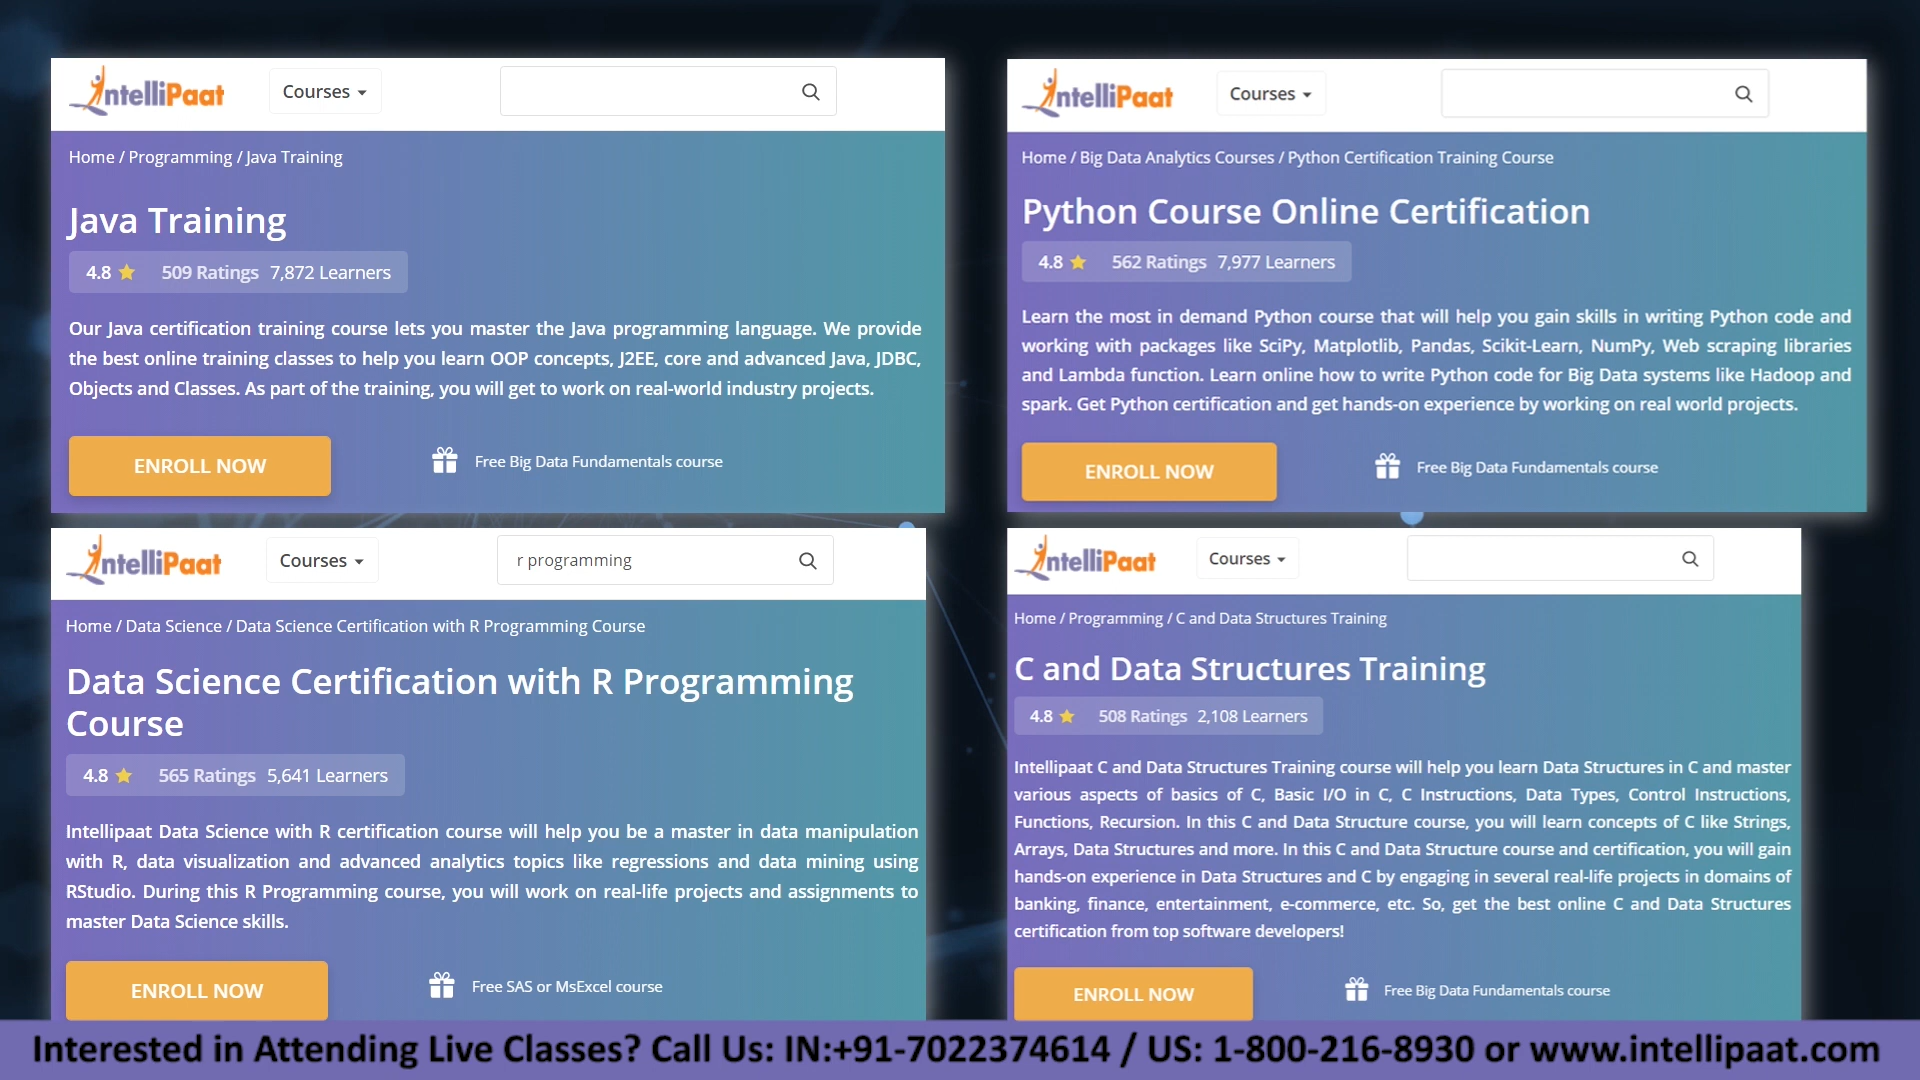 IntelliPaat
Courses
Home / Programming / Java Training
Java Training
4.8 509 Ratings 7,872 Learners
Our Java certification training course lets you master the Java programming language. We provide
the best online training classes to help you learn OOP concepts, J2EE, core and advanced Java, JDBC,
Objects and Classes. As part of the training, you will get to work on real-world industry projects.
ENROLL NOW
Free Big Data Fundamentals course
IntelliPaat
Courses
Home / Big Data Analytics Courses / Python Certification Training Course
Python Course Online Certification
4.8 562 Ratings 7,977 Learners
Learn the most in demand Python course that will help you gain skills in writing Python code and
working with packages like SciPy, Matplotlib, Pandas, Scikit-Learn, NumPy, Web scraping libraries
and Lambda function. Learn online how to write Python code for Big Data systems like Hadoop and
spark. Get Python certification and get hands-on experience by working on real world projects.
ENROLL NOW
Free Big Data Fundamentals course
IntelliPaat
Courses
r programming
Home / Data Science / Data Science Certification with R Programming Course
Data Science Certification with R Programming
Course
4.8 565 Ratings 5,641 Learners
Intellipaat Data Science with R certification course will help you be a master in data manipulation
with R, data visualization and advanced analytics topics like regressions and data mining using
RStudio. During this R Programming course, you will work on real-life projects and assignments to
master Data Science skills.
ENROLL NOW
Free SAS or MsExcel course
IntelliPaat
Courses
Home / Programming / C and Data Structures Training
C and Data Structures Training
4.8 508 Ratings 2,108 Learners
Intellipaat C and Data Structures Training course will help you learn Data Structures in C and master
various aspects of basics of C, Basic I/O in C, C Instructions, Data Types, Control Instructions,
Functions, Recursion. In this C and Data Structure course, you will learn concepts of C like Strings,
Arrays, Data Structures and more. In this C and Data Structure course and certification, you will gain
hands-on experience in Data Structures and C by engaging in several real-life projects in domains of
banking, finance, entertainment, e-commerce, etc. So, get the best online C and Data Structures
certification from top software developers!
ENROLL NOW
Free Big Data Fundamentals course
Interested in Attending Live Classes? Call Us: IN:+91-7022374614 / US: 1-800-216-8930 or www.intellipaat.com